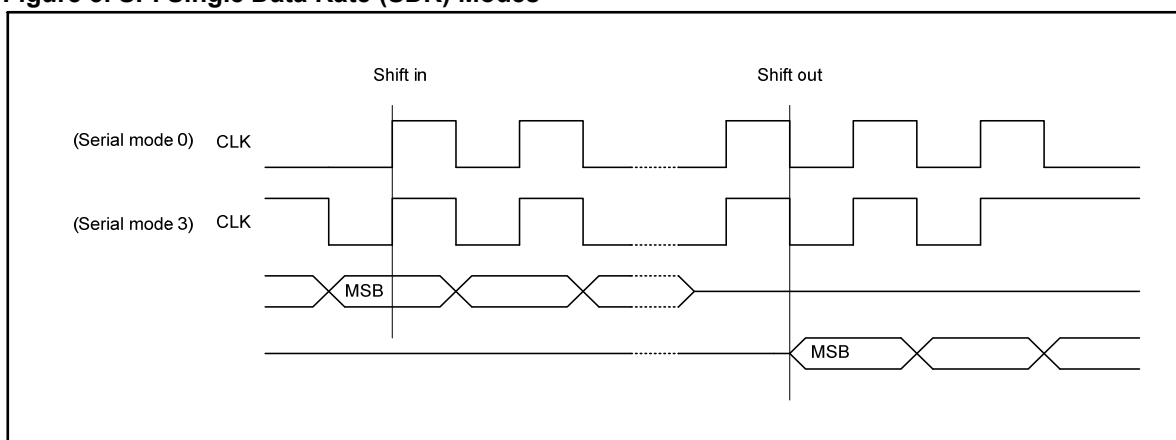 Figure 3. SPI Single Data Rate (SDR) Modes
Shift in
Shift out
(Serial mode 0) CLK
(Serial mode 3) CLK
MSB
MSB